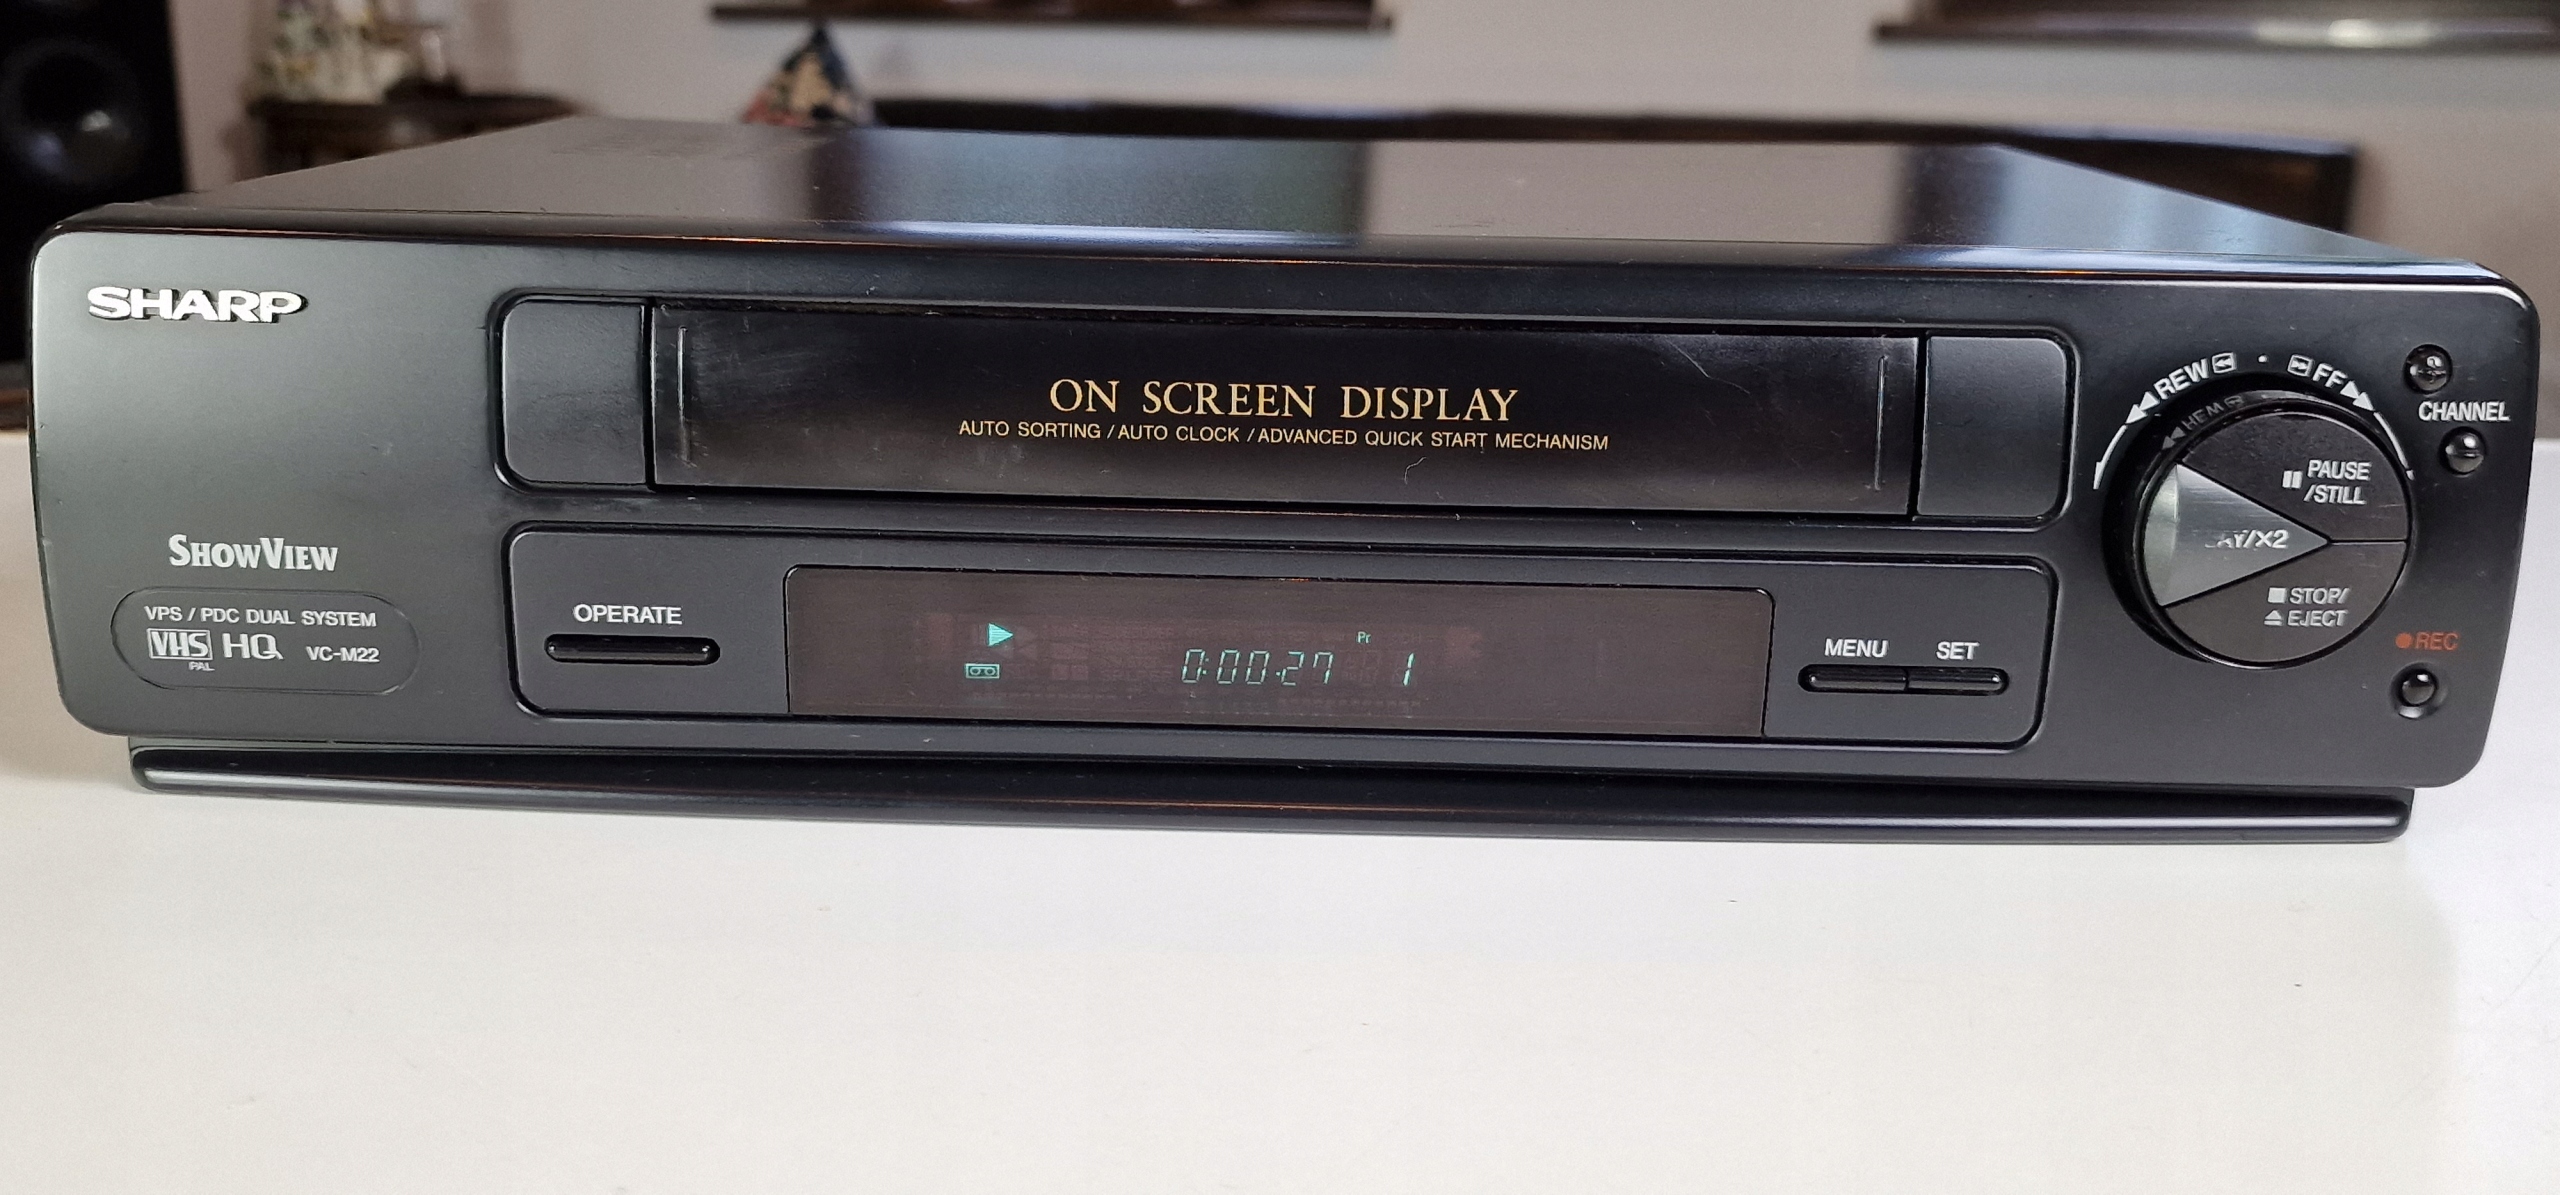 SHARP
ON SCREEN DISPLAY
AUTO SORTING / AUTO CLOCK / ADVANCED QUICK START MECHANISM
◀◀ REW ⏪ · ⏩ FF ▶▶
CHANNEL
PAUSE
/STILL
AY/X2
STOP/
EJECT
REC
SHOWVIEW
VPS / PDC DUAL SYSTEM
VHS HQ VC-M22
PAL
OPERATE
Pr
0:00.27 1
MENU SET